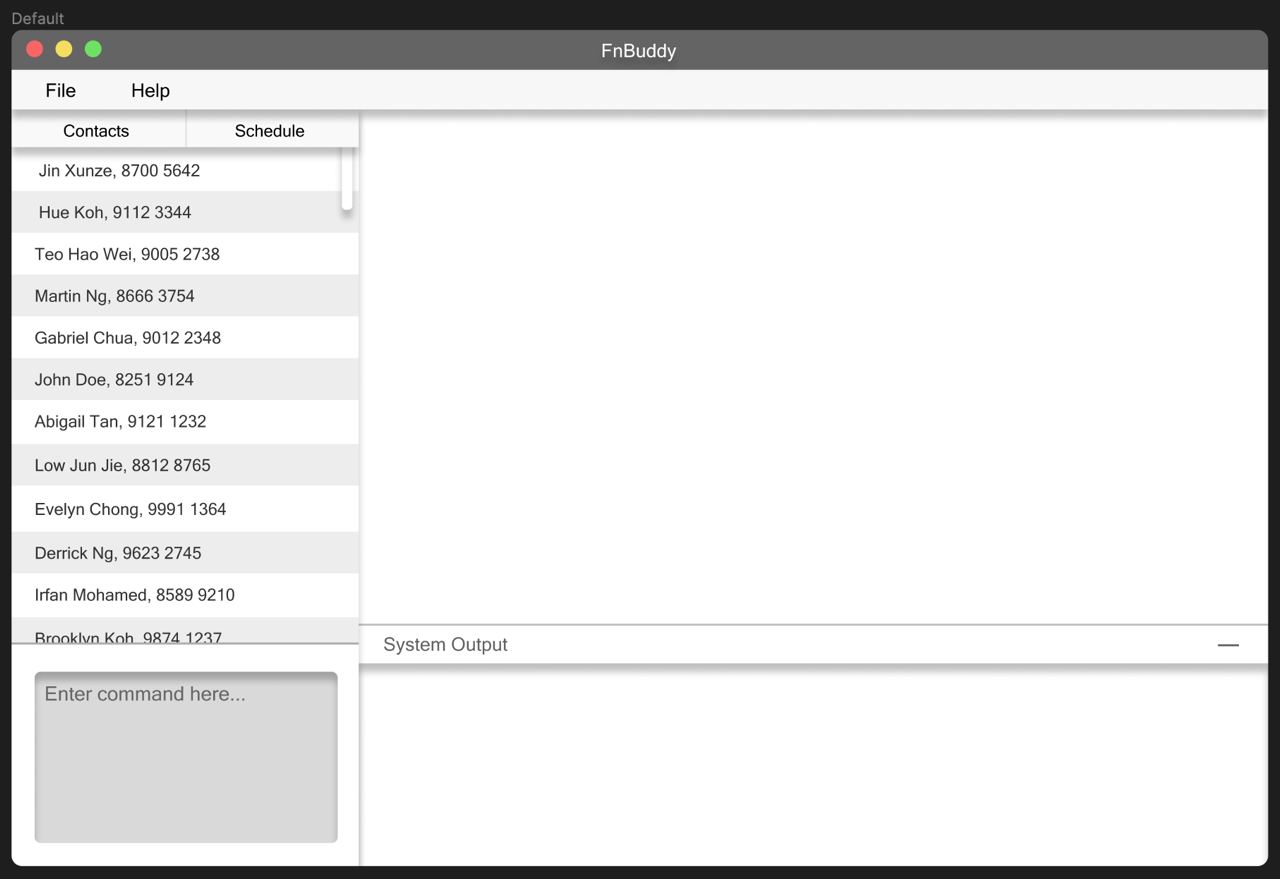 Default
FnBuddy
File Help
Contacts Schedule
Jin Xunze, 8700 5642
Hue Koh, 9112 3344
Teo Hao Wei, 9005 2738
Martin Ng, 8666 3754
Gabriel Chua, 9012 2348
John Doe, 8251 9124
Abigail Tan, 9121 1232
Low Jun Jie, 8812 8765
Evelyn Chong, 9991 1364
Derrick Ng, 9623 2745
Irfan Mohamed, 8589 9210
Brooklyn Koh, 9874 1237
System Output
Enter command here...